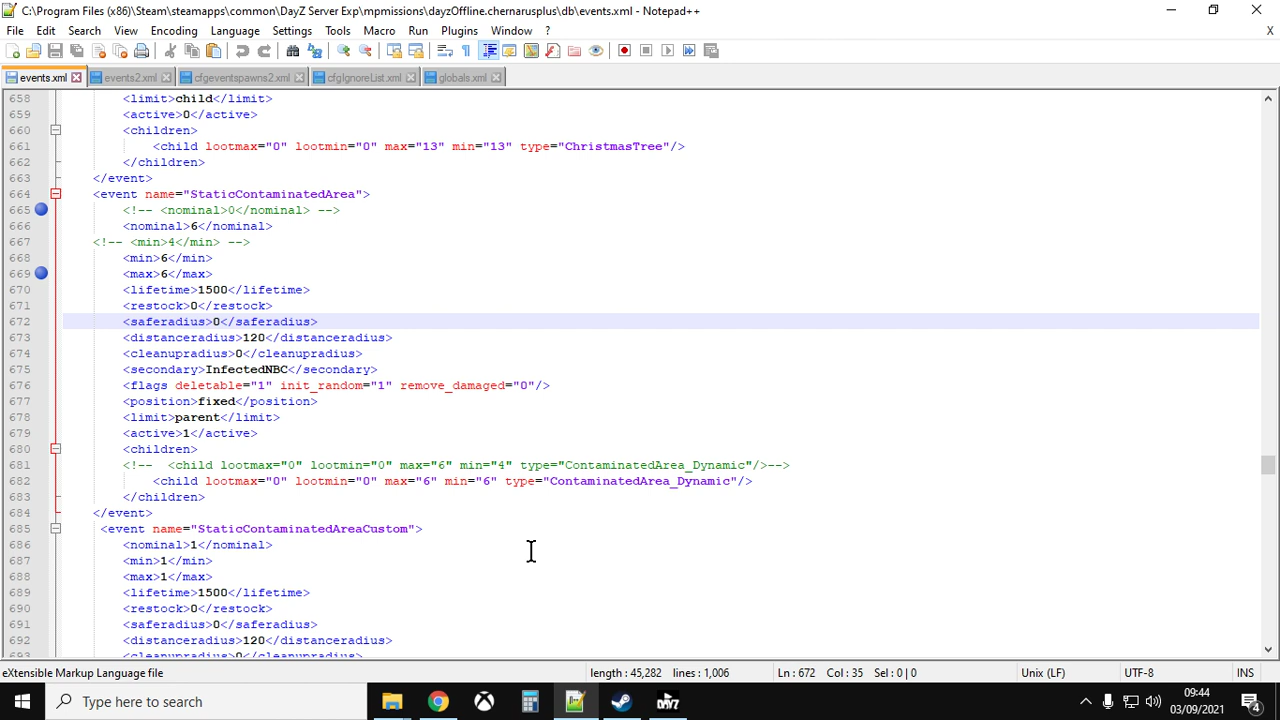 C:\Program Files (x86)\Steam\steamapps\common\DayZ Server Exp\mpmissions\dayzOffline.chernarusplus\db\events.xml - Notepad++
File Edit Search View Encoding Language Settings Tools Macro Run Plugins Window ? X
events.xml events2.xml cfgeventspawns2.xml cfgIgnoreList.xml globals.xml
658 <limit>child</limit>
659 <active>0</active>
660 <children>
661 <child lootmax="0" lootmin="0" max="13" min="13" type="ChristmasTree"/>
662 </children>
663 </event>
664 <event name="StaticContaminatedArea">
665 <!-- <nominal>0</nominal> -->
666 <nominal>6</nominal>
667 <!-- <min>4</min> -->
668 <min>6</min>
669 <max>6</max>
670 <lifetime>1500</lifetime>
671 <restock>0</restock>
672 <saferadius>0</saferadius>
673 <distanceradius>120</distanceradius>
674 <cleanupradius>0</cleanupradius>
675 <secondary>InfectedNBC</secondary>
676 <flags deletable="1" init_random="1" remove_damaged="0"/>
677 <position>fixed</position>
678 <limit>parent</limit>
679 <active>1</active>
680 <children>
681 <!-- <child lootmax="0" lootmin="0" max="6" min="4" type="ContaminatedArea_Dynamic"/>-->
682 <child lootmax="0" lootmin="0" max="6" min="6" type="ContaminatedArea_Dynamic"/>
683 </children>
684 </event>
685 <event name="StaticContaminatedAreaCustom">
686 <nominal>1</nominal>
687 <min>1</min>
688 <max>1</max>
689 <lifetime>1500</lifetime>
690 <restock>0</restock>
691 <saferadius>0</saferadius>
692 <distanceradius>120</distanceradius>
693 <cleanupradius>0</cleanupradius>
eXtensible Markup Language file length : 45,282 lines : 1,006 Ln : 672 Col : 35 Sel : 0 | 0 Unix (LF) UTF-8 INS
Type here to search DAYZ 09:44
03/09/2021 4